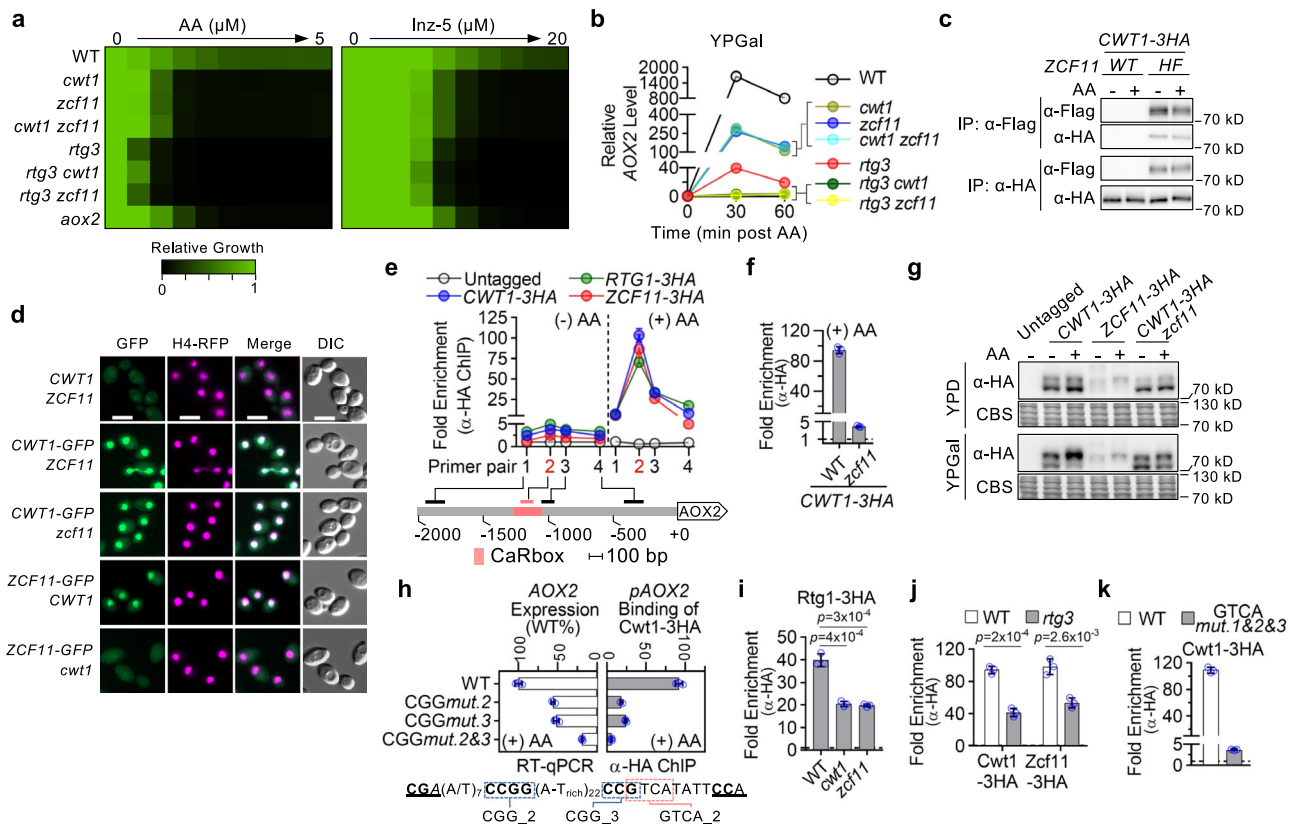 a
AA (µM)
0 5
Inz-5 (µM)
0 20
WT
cwt1
zcf11
cwt1 zcf11
rtg3
rtg3 cwt1
rtg3 zcf11
aox2
Relative Growth
0 1
b
YPGal
Relative
AOX2 Level
2000
1400
800
400
250
100
40
20
0
0 30 60
Time (min post AA)
WT
cwt1
zcf11
cwt1 zcf11
rtg3
rtg3 cwt1
rtg3 zcf11
c
CWT1-3HA
ZCF11 WT HF
AA - + - +
IP: α-Flag
α-Flag
α-HA
-70 kD
-70 kD
IP: α-HA
α-Flag
α-HA
-70 kD
-70 kD
d
GFP H4-RFP Merge DIC
CWT1
ZCF11
CWT1-GFP
ZCF11
CWT1-GFP
zcf11
ZCF11-GFP
CWT1
ZCF11-GFP
cwt1
e
Untagged RTG1-3HA
CWT1-3HA ZCF11-3HA
Fold Enrichment
(α-HA ChIP)
125
100
75
50
25
5
0
(-) AA (+) AA
Primer pair 1 2 3 4 1 2 3 4
AOX2
-2000 -1500 -1000 -500 +0
CaRbox 100 bp
f
Fold Enrichment
(α-HA)
120
80
40
5
1
(+) AA
WT
zcf11
CWT1-3HA
g
Untagged
CWT1-3HA
ZCF11-3HA
CWT1-3HA
zcf11
AA - - + - + - +
YPD
α-HA
CBS
70 kD
130 kD
70 kD
YPGal
α-HA
CBS
70 kD
130 kD
70 kD
h
AOX2
Expression
(WT%)
pAOX2
Binding of
Cwt1-3HA
100 50 0 0 50 100
WT
CGGmut.2
CGGmut.3
CGGmut.2&3
(+) AA (+) AA
RT-qPCR α-HA ChIP
CGA(A/T)7CCGG(A-Trich)22CCGTCATATTCCA
CGG_2 CGG_3 GTCA_2
i
Rtg1-3HA
p=3x10-4
p=4x10-4
Fold Enrichment
(α-HA)
50
40
30
20
10
0
WT
cwt1
zcf11
j
WT rtg3
p=2x10-4 p=2.6x10-3
Fold Enrichment
(α-HA)
160
120
80
40
0
Cwt1
-3HA
Zcf11
-3HA
k
WT GTCA
mut.1&2&3
Cwt1-3HA
Fold Enrichment
(α-HA)
120
80
40
5
0